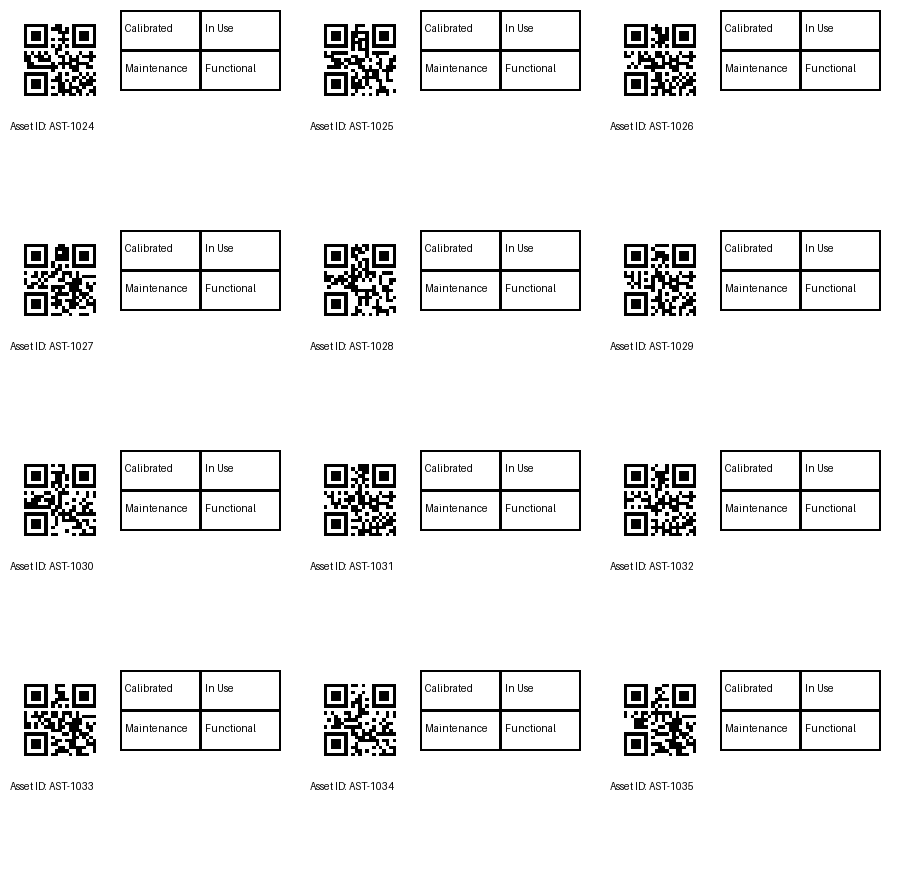 Calibrated In Use Calibrated In Use Calibrated In Use
Maintenance Functional Maintenance Functional Maintenance Functional
Asset ID: AST-1024 Asset ID: AST-1025 Asset ID: AST-1026
Calibrated In Use Calibrated In Use Calibrated In Use
Maintenance Functional Maintenance Functional Maintenance Functional
Asset ID: AST-1027 Asset ID: AST-1028 Asset ID: AST-1029
Calibrated In Use Calibrated In Use Calibrated In Use
Maintenance Functional Maintenance Functional Maintenance Functional
Asset ID: AST-1030 Asset ID: AST-1031 Asset ID: AST-1032
Calibrated In Use Calibrated In Use Calibrated In Use
Maintenance Functional Maintenance Functional Maintenance Functional
Asset ID: AST-1033 Asset ID: AST-1034 Asset ID: AST-1035